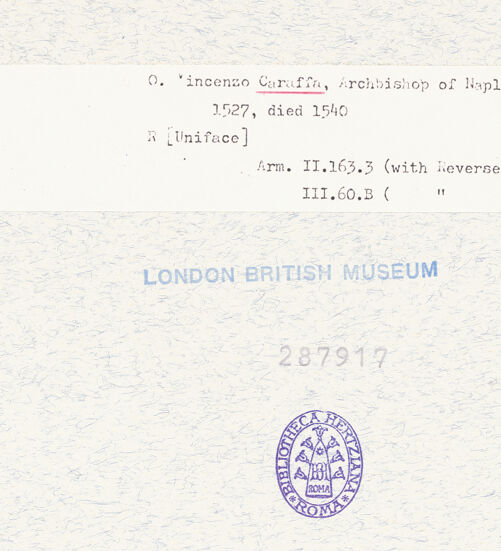 O. Vincenzo Caraffa, Archbishop of Napl
1527, died 1540
R [Uniface]
Arm. II.163.3 (with Reverse
III.60.B ( "
LONDON BRITISH MUSEUM
287917
BIBLIOTHECA HERTZIANA
ROMA
ROMA